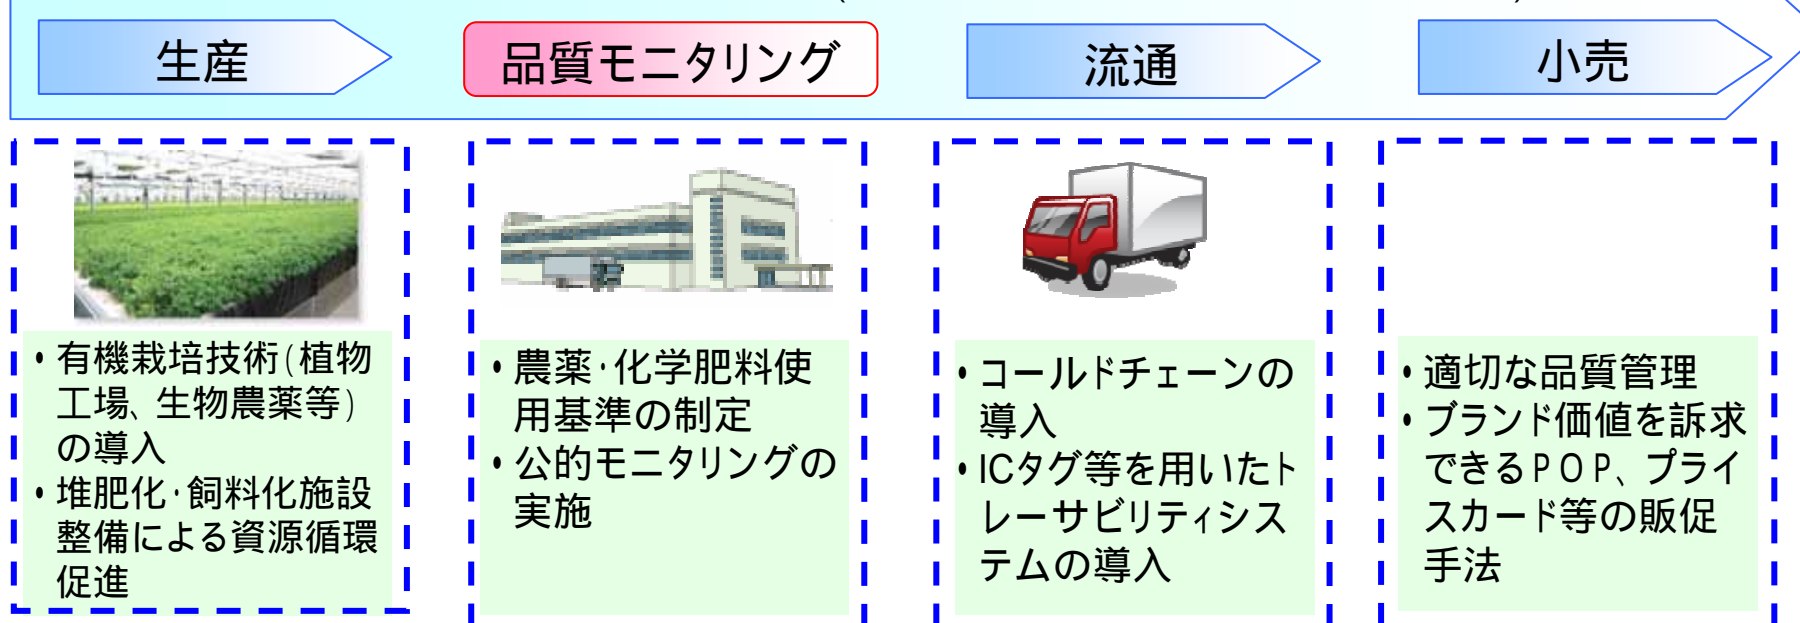 生産
品質モニタリング
流通
小売
・有機栽培技術(植物
工場、生物農薬等)
の導入
・堆肥化・飼料化施設
整備による資源循環
促進
・農薬・化学肥料使
用基準の制定
・公的モニタリングの
実施
・コールドチェーンの
導入
・ICタグ等を用いたト
レーサビリティシス
テムの導入
・適切な品質管理
・ブランド価値を訴求
できるPOP、プライ
スカード等の販促
手法